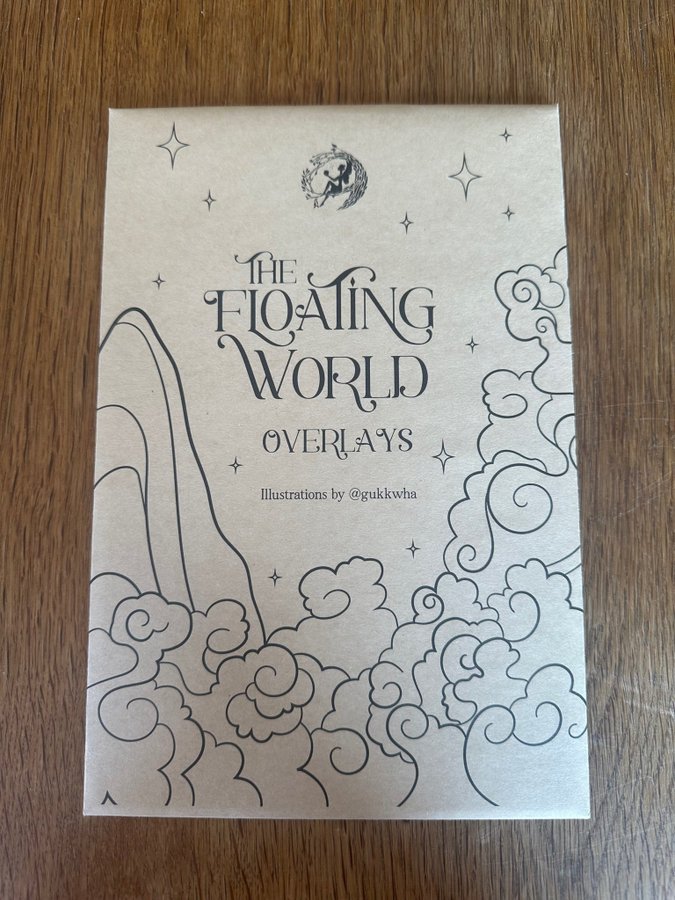 THE
FLOATING
WORLD
OVERLAYS
Illustrations by @gukkwha